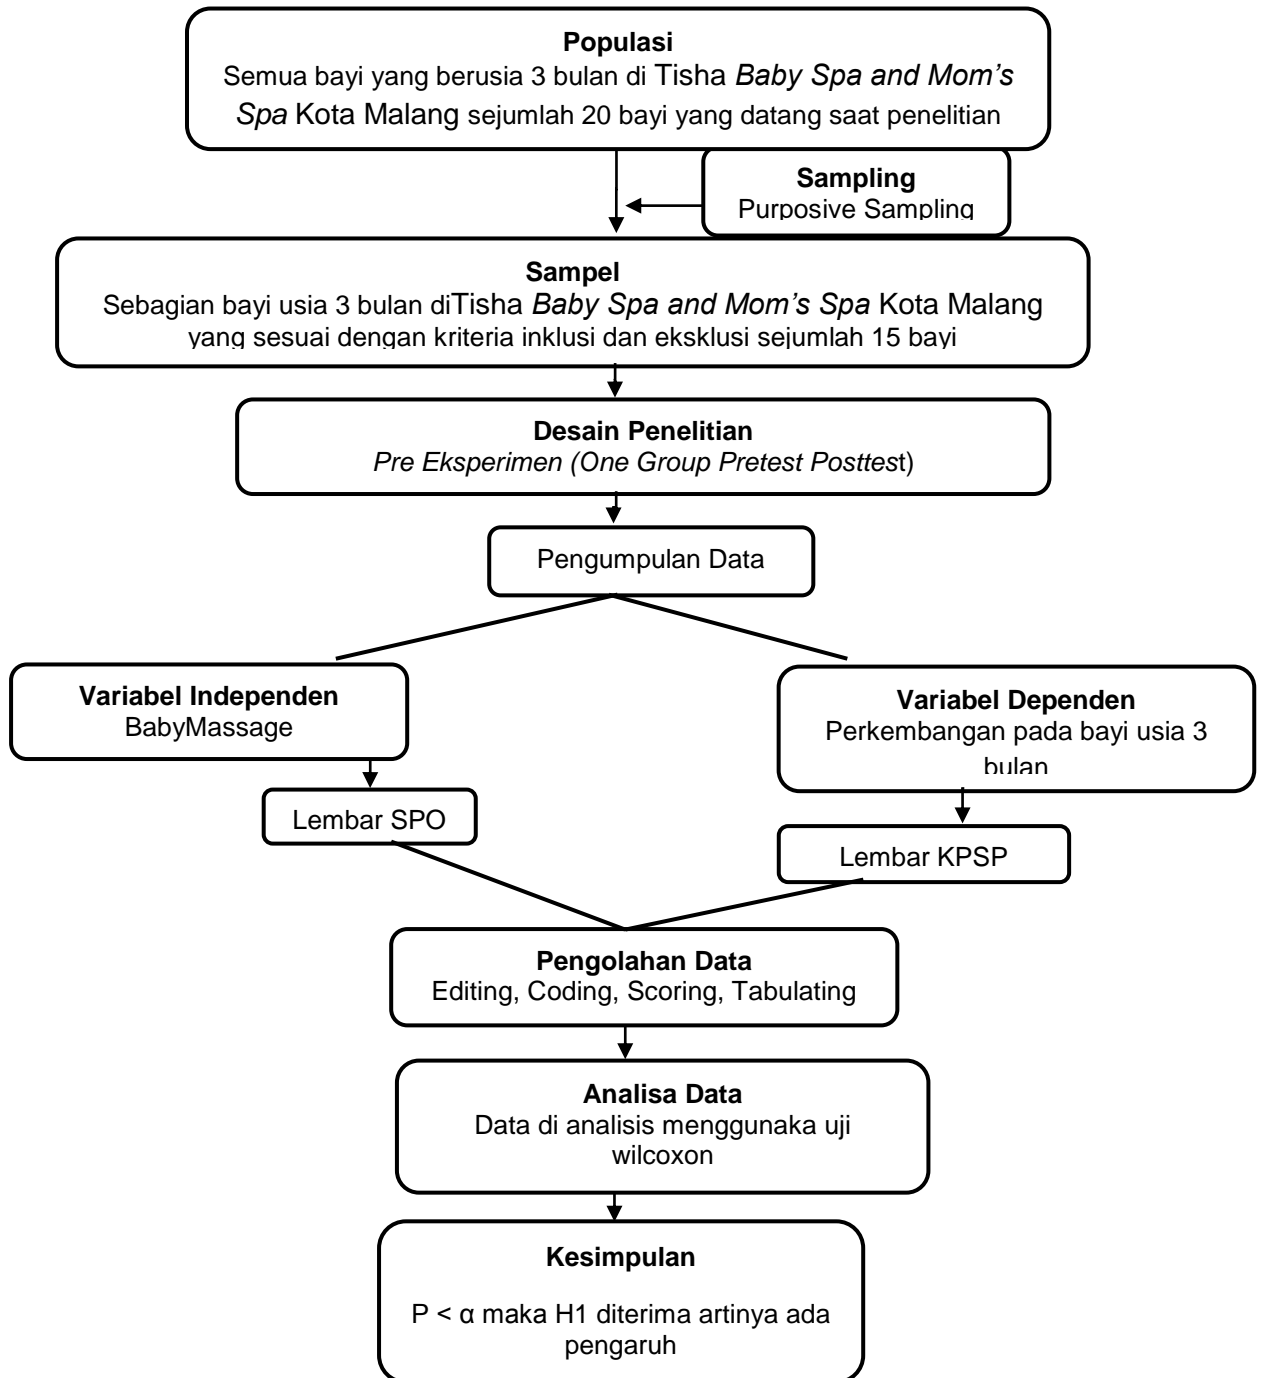 Populasi
Semua bayi yang berusia 3 bulan di Tisha Baby Spa and Mom’s
Spa Kota Malang sejumlah 20 bayi yang datang saat penelitian
Sampling
Purposive Sampling
Sampel
Sebagian bayi usia 3 bulan diTisha Baby Spa and Mom’s Spa Kota Malang
yang sesuai dengan kriteria inklusi dan eksklusi sejumlah 15 bayi
Desain Penelitian
Pre Eksperimen (One Group Pretest Posttest)
Pengumpulan Data
Variabel Independen
BabyMassage
Variabel Dependen
Perkembangan pada bayi usia 3
bulan
Lembar SPO
Lembar KPSP
Pengolahan Data
Editing, Coding, Scoring, Tabulating
Analisa Data
Data di analisis menggunaka uji
wilcoxon
Kesimpulan
P < α maka H1 diterima artinya ada
pengaruh